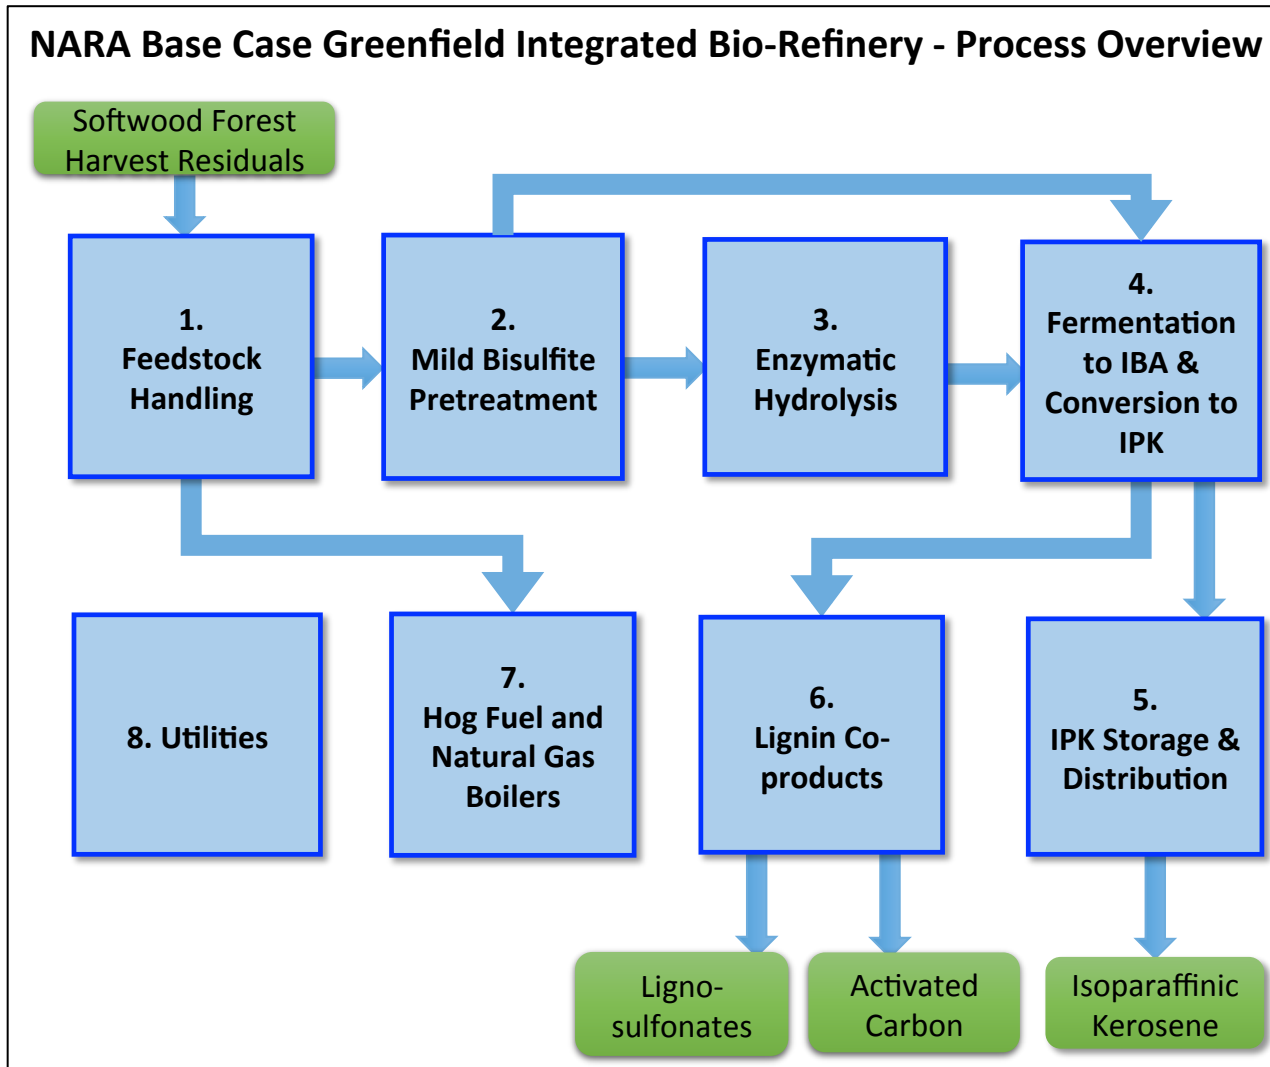 NARA Base Case Greenfield Integrated Bio-Refinery - Process Overview
Softwood Forest
Harvest Residuals
1.
Feedstock
Handling
2.
Mild Bisulfite
Pretreatment
3.
Enzymatic
Hydrolysis
4.
Fermentation
to IBA &
Conversion to
IPK
8. Utilities
7.
Hog Fuel and
Natural Gas
Boilers
6.
Lignin Co-
products
5.
IPK Storage &
Distribution
Ligno-
sulfonates
Activated
Carbon
Isoparaffinic
Kerosene